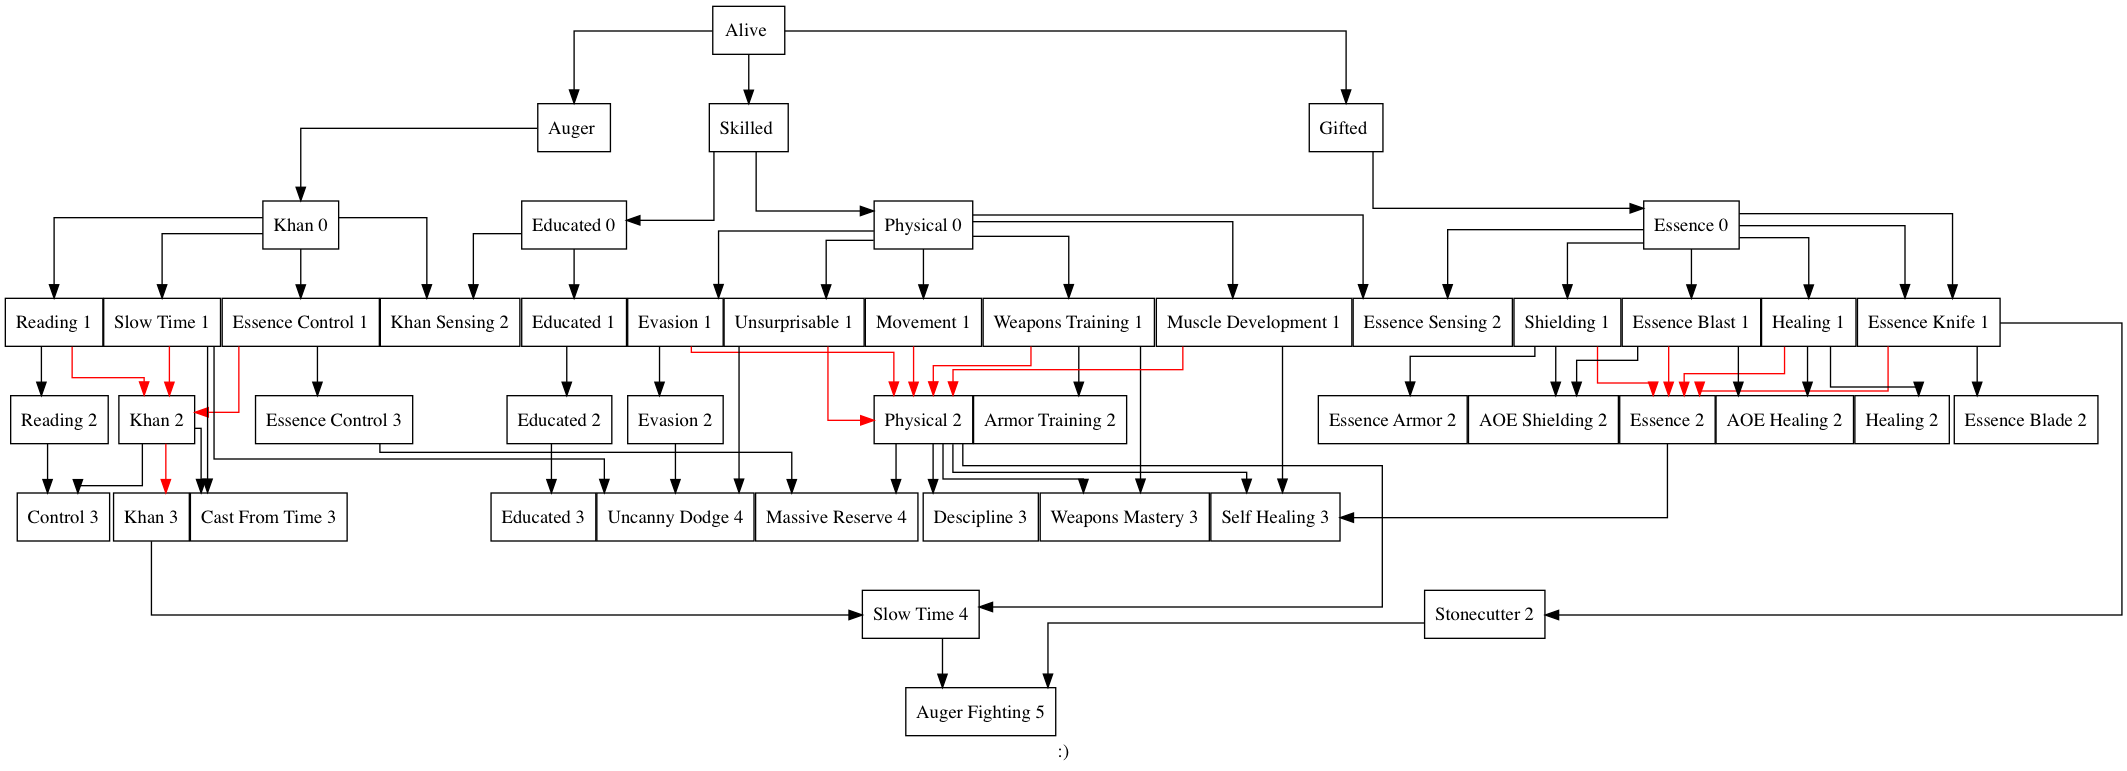 Alive
Auger
Skilled
Gifted
Khan 0
Educated 0
Physical 0
Essence 0
Reading 1
Slow Time 1
Essence Control 1
Khan Sensing 2
Educated 1
Evasion 1
Unsurprisable 1
Movement 1
Weapons Training 1
Muscle Development 1
Essence Sensing 2
Shielding 1
Essence Blast 1
Healing 1
Essence Knife 1
Reading 2
Khan 2
Essence Control 3
Educated 2
Evasion 2
Physical 2
Armor Training 2
Essence Armor 2
AOE Shielding 2
Essence 2
AOE Healing 2
Healing 2
Essence Blade 2
Control 3
Khan 3
Cast From Time 3
Educated 3
Uncanny Dodge 4
Massive Reserve 4
Descipline 3
Weapons Mastery 3
Self Healing 3
Slow Time 4
Stonecutter 2
Auger Fighting 5
:)